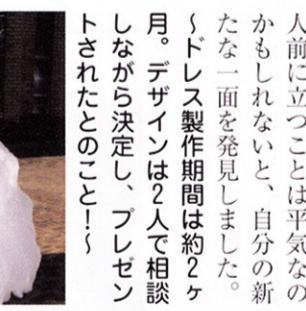 人前に立つことは平気なの
かもしれないと、自分の新
たな一面を発見しました。
～ドレス製作期間は約2ヶ
月。デザインは2人で相談
しながら決定し、プレゼン
トされたとのこと！～